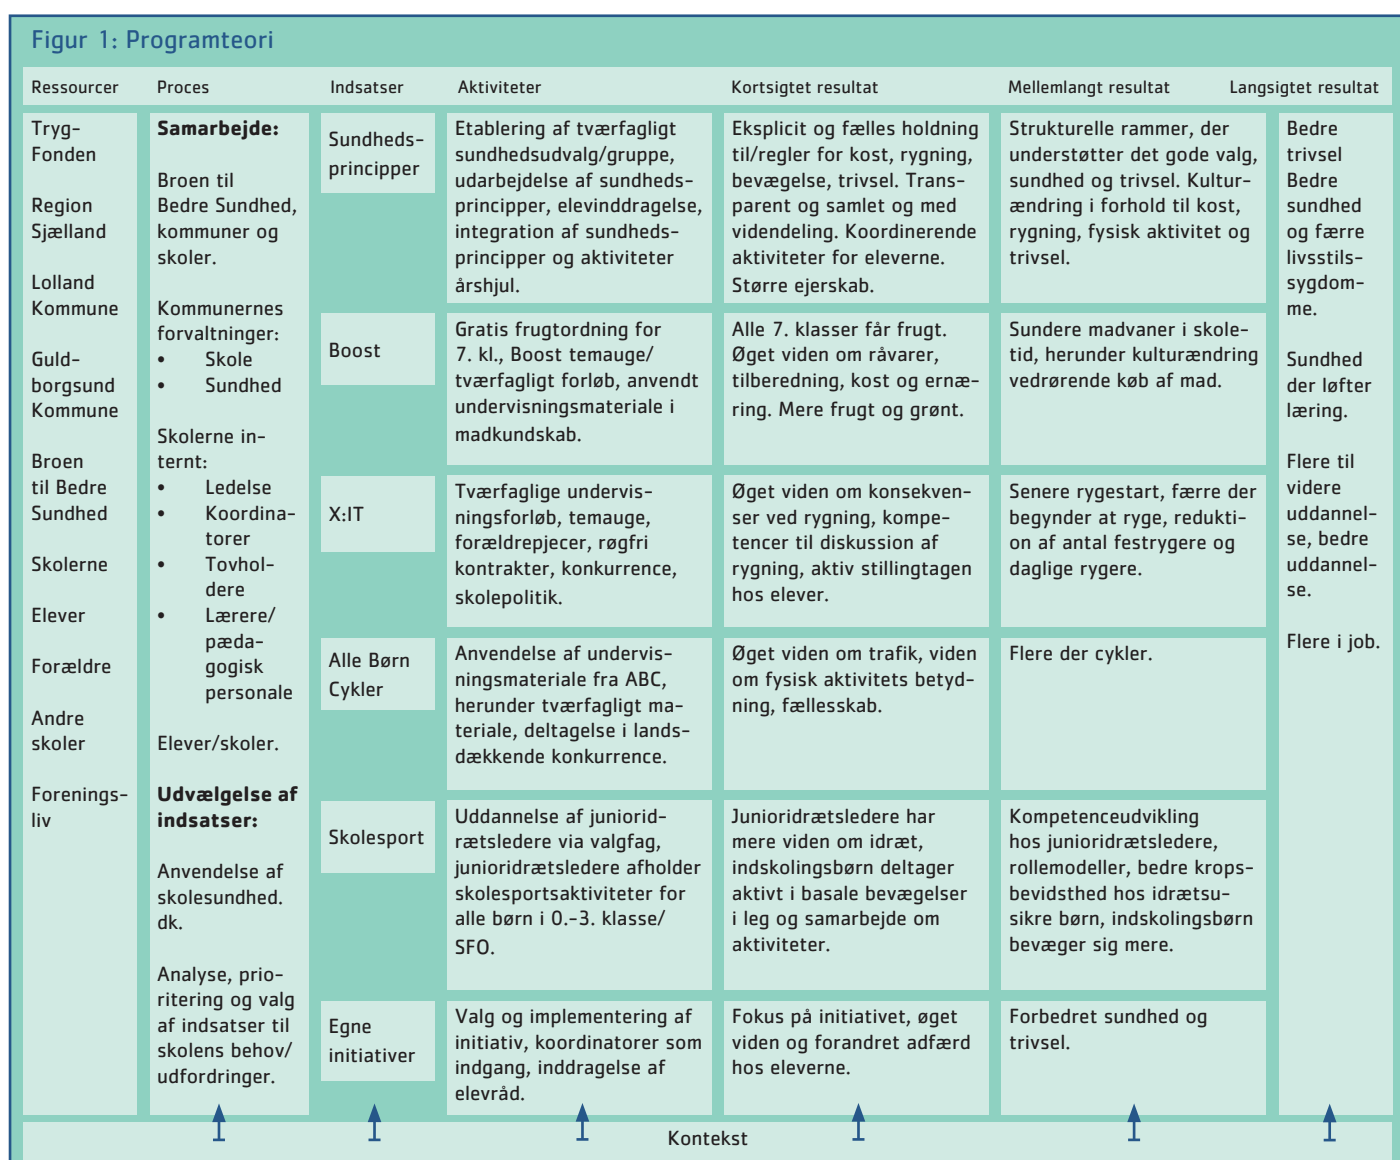 Figur 1: Programteori
Ressourcer
Proces
Indsatser
Aktiviteter
Kortsigtet resultat
Mellemlangt resultat
Langsigtet resultat
Tryg-
Fonden
Region
Sjælland
Lolland
Kommune
Guld-
borgsund
Kommune
Broen
til Bedre
Sundhed
Skolerne
Elever
Forældre
Andre
skoler
Forenings-
liv
Samarbejde:
Broen til
Bedre Sundhed,
kommuner og
skoler.
Kommunernes
forvaltninger:
• Skole
• Sundhed
Skolerne in-
ternt:
• Ledelse
• Koordina-
torer
• Tovhol-
dere
• Lærere/
pæda-
gogisk
personale
Elever/skoler.
Udvælgelse af
indsatser:
Anvendelse af
skolesundhed.
dk.
Analyse, prio-
ritering og valg
af indsatser til
skolens behov/
udfordringer.
Sundheds-
principper
Etablering af tværfagligt
sundhedsudvalg/gruppe,
udarbejdelse af sundheds-
principper, elevinddragelse,
integration af sundheds-
principper og aktiviteter
årshjul.
Eksplicit og fælles holdning
til/regler for kost, rygning,
bevægelse, trivsel. Trans-
parent og samlet og med
videndeling. Koordinerende
aktiviteter for eleverne.
Større ejerskab.
Strukturelle rammer, der
understøtter det gode valg,
sundhed og trivsel. Kultur-
ændring i forhold til kost,
rygning, fysisk aktivitet og
trivsel.
Boost
Gratis frugtordning for
7. kl., Boost temauge/
tværfagligt forløb, anvendt
undervisningsmateriale i
madkundskab.
Alle 7. klasser får frugt.
Øget viden om råvarer,
tilberedning, kost og ernæ-
ring. Mere frugt og grønt.
Sundere madvaner i skole-
tid, herunder kulturændring
vedrørende køb af mad.
X:IT
Tværfaglige undervis-
ningsforløb, temauge,
forældrepjecer, røgfri
kontrakter, konkurrence,
skolepolitik.
Øget viden om konsekven-
ser ved rygning, kompe-
tencer til diskussion af
rygning, aktiv stillingtagen
hos elever.
Senere rygestart, færre der
begynder at ryge, redukti-
on af antal festrygere og
daglige rygere.
Alle Børn
Cykler
Anvendelse af undervis-
ningsmateriale fra ABC,
herunder tværfagligt ma-
teriale, deltagelse i lands-
dækkende konkurrence.
Øget viden om trafik, viden
om fysisk aktivitets betyd-
ning, fællesskab.
Flere der cykler.
Skolesport
Uddannelse af juniorid-
rætsledere via valgfag,
junioridrætsledere afholder
skolesportsaktiviteter for
alle børn i 0.-3. klasse/
SFO.
Junioridrætsledere har
mere viden om idræt,
indskolingsbørn deltager
aktivt i basale bevægelser
i leg og samarbejde om
aktiviteter.
Kompetenceudvikling
hos junioridrætsledere,
rollemodeller, bedre krops-
bevidsthed hos idrætsu-
sikre børn, indskolingsbørn
bevæger sig mere.
Egne
initiativer
Valg og implementering af
initiativ, koordinatorer som
indgang, inddragelse af
elevråd.
Fokus på initiativet, øget
viden og forandret adfærd
hos eleverne.
Forbedret sundhed og
trivsel.
Bedre
trivsel
Bedre
sundhed
og færre
livsstils-
sygdom-
me.
Sundhed
der løfter
læring.
Flere til
videre
uddannel-
se, bedre
uddannel-
se.
Flere i job.
Kontekst